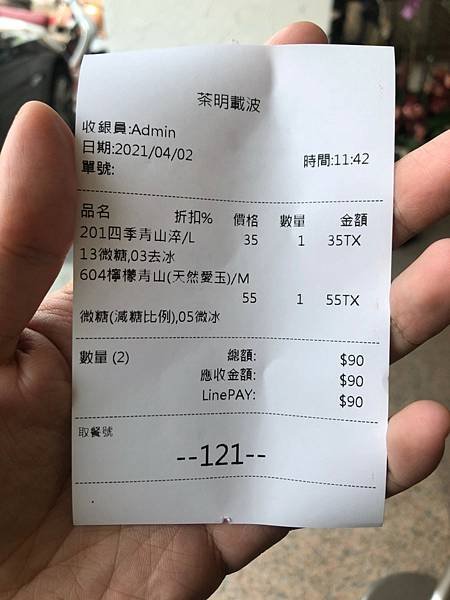 茶明載波
收銀員:Admin
日期:2021/04/02 時間:11:42
單號:
品名 折扣% 價格 數量 金額
201四季青山淬/L 35 1 35TX
13微糖,03去冰
604檸檬青山(天然愛玉)/M
55 1 55TX
微糖(減糖比例),05微冰
數量 (2) 總額: $90
應收金額: $90
LinePAY: $90
取餐號
--121--